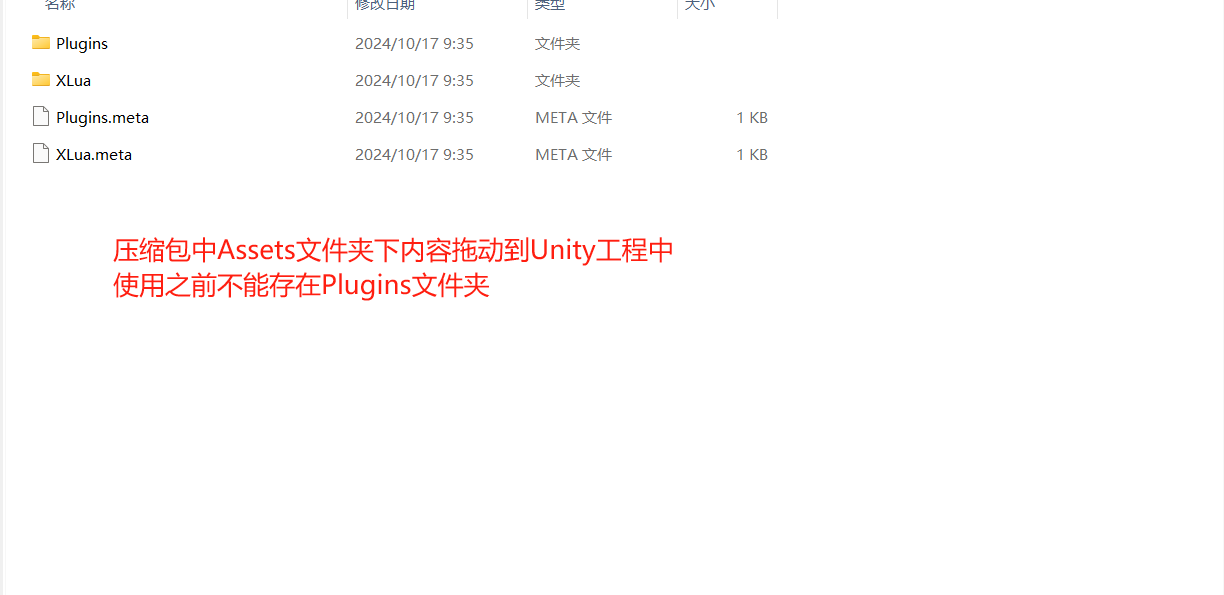 名称 修改日期 类型 大小
Plugins 2024/10/17 9:35 文件夹
XLua 2024/10/17 9:35 文件夹
Plugins.meta 2024/10/17 9:35 META 文件 1 KB
XLua.meta 2024/10/17 9:35 META 文件 1 KB
压缩包中Assets文件夹下内容拖动到Unity工程中
使用之前不能存在Plugins文件夹